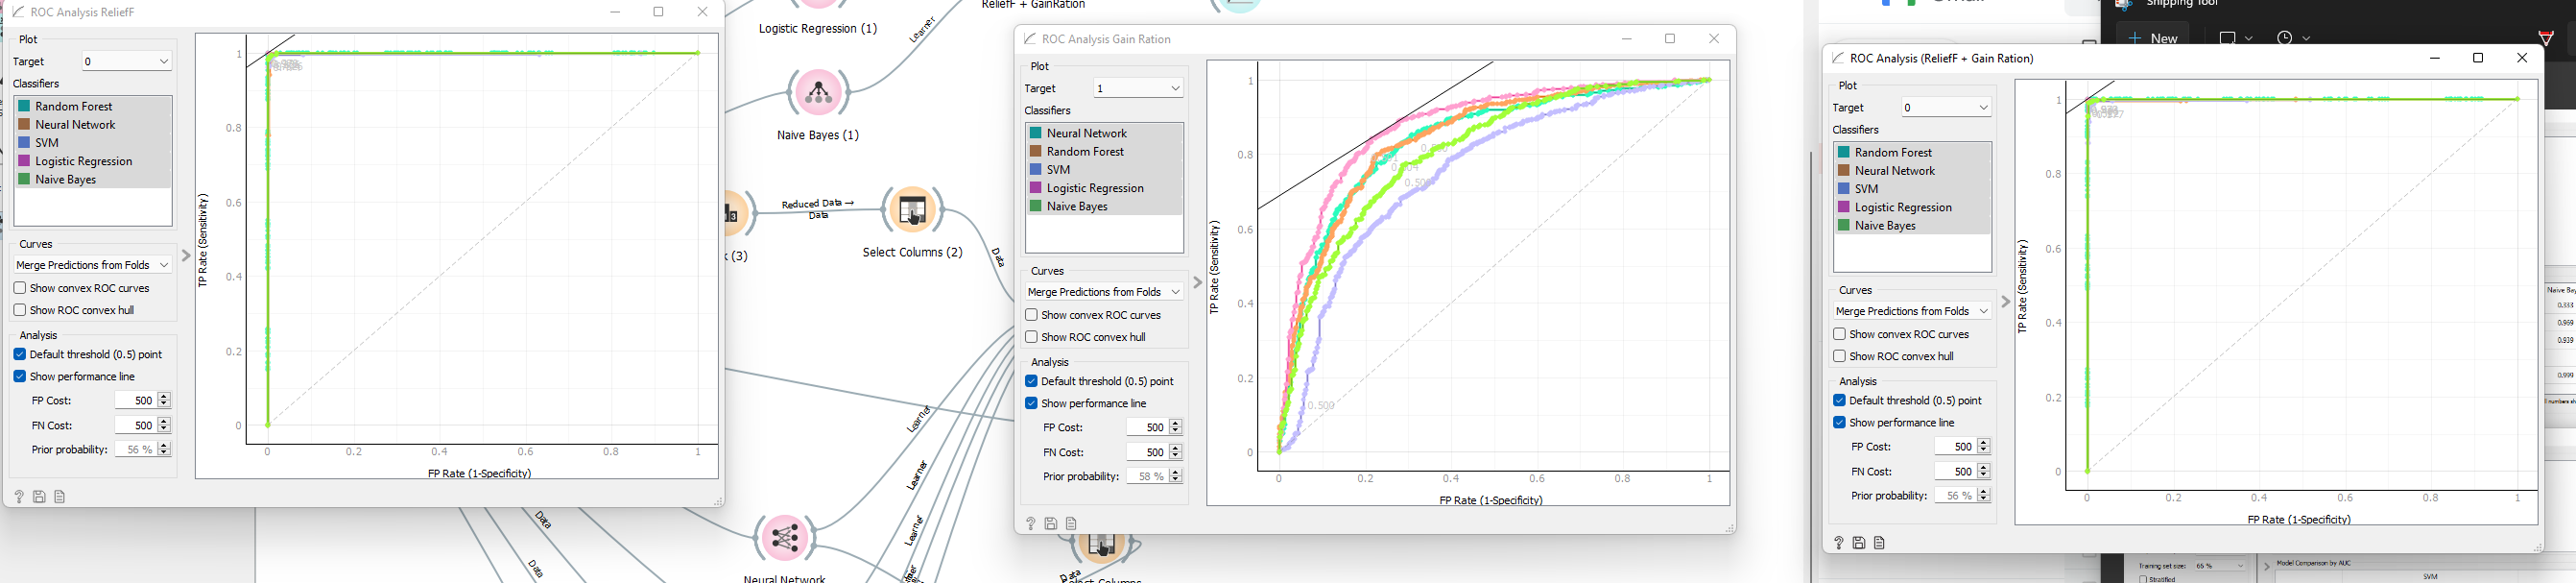 ROC Analysis ReliefF
Plot
Target
0
Classifiers
Random Forest
Neural Network
SVM
Logistic Regression
Naive Bayes
Curves
Merge Predictions from Folds
Show convex ROC curves
Show ROC convex hull
Analysis
Default threshold (0.5) point
Show performance line
FP Cost:
500
FN Cost:
500
Prior probability:
56 %
TP Rate (Sensitivity)
1
0.8
0.6
0.4
0.2
0
0
0.2
0.4
0.6
0.8
1
FP Rate (1-Specificity)
Logistic Regression (1)
Learner
ReliefF + GainRation
Naive Bayes (1)
Reduced Data →
Data
Select Columns (2)
(3)
Data
Learner
Learner
Learner
Data
Data
Neural Network
Data
Select Columns
ROC Analysis Gain Ration
Plot
Target
1
Classifiers
Neural Network
Random Forest
SVM
Logistic Regression
Naive Bayes
Curves
Merge Predictions from Folds
Show convex ROC curves
Show ROC convex hull
Analysis
Default threshold (0.5) point
Show performance line
FP Cost:
500
FN Cost:
500
Prior probability:
58 %
TP Rate (Sensitivity)
1
0.8
0.6
0.4
0.2
0
0.500
0
0.2
0.4
0.6
0.8
1
FP Rate (1-Specificity)
Snipping Tool
New
ROC Analysis (ReliefF + Gain Ration)
Plot
Target
0
Classifiers
Random Forest
Neural Network
SVM
Logistic Regression
Naive Bayes
Curves
Merge Predictions from Folds
Show convex ROC curves
Show ROC convex hull
Analysis
Default threshold (0.5) point
Show performance line
FP Cost:
500
FN Cost:
500
Prior probability:
56 %
TP Rate (Sensitivity)
1
0.8
0.6
0.4
0.2
0
0
0.2
0.4
0.6
0.8
1
FP Rate (1-Specificity)
Naive Bay
0.333
0.969
0.939
0.999
Training set size:
65 %
Stratified
Model Comparison by AUC
SVM